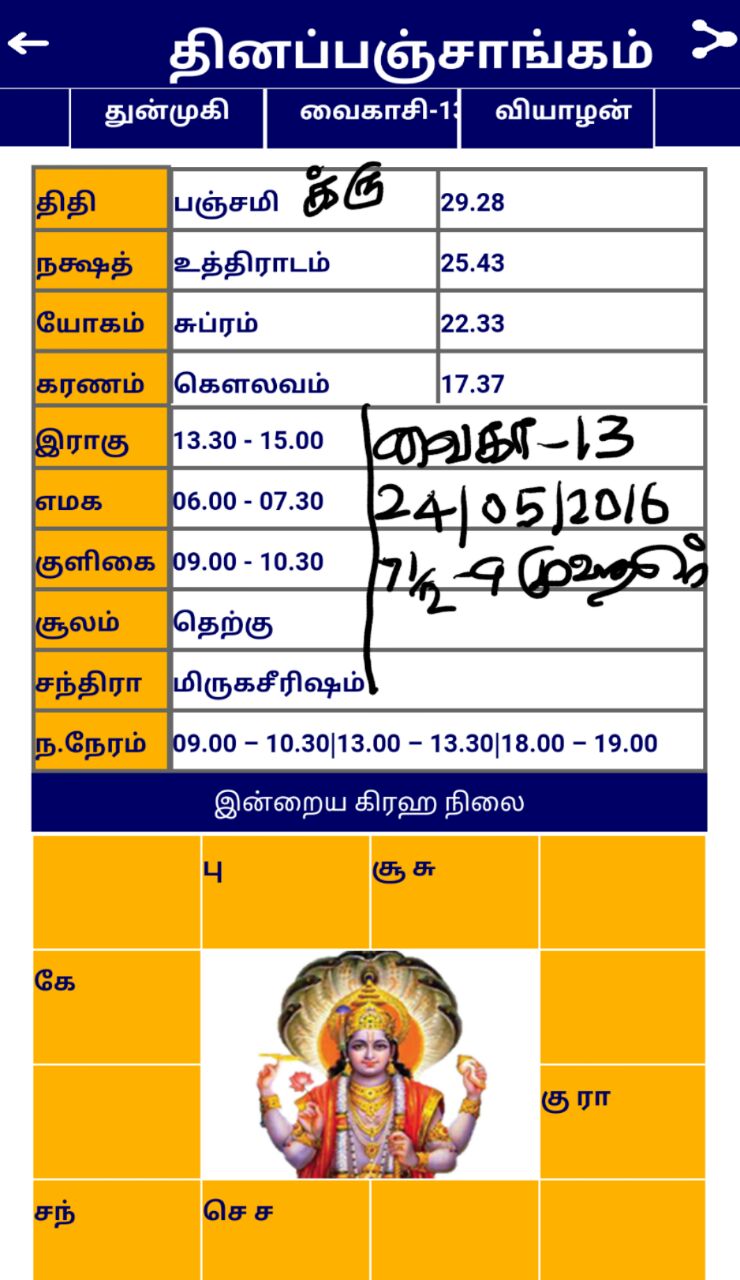 தினப்பஞ்சாங்கம்
துன்முகி வைகாசி-13 வியாழன்
திதி பஞ்சமி க்ரு 29.28
நக்ஷத் உத்திராடம் 25.43
யோகம் சுப்ரம் 22.33
கரணம் கௌலவம் 17.37
இராகு 13.30 - 15.00 வைகா-13
எமக 06.00 - 07.30 24/05/2016
குளிகை 09.00 - 10.30 7 1/2 - 9
சூலம் தெற்கு
சந்திரா மிருகசீரிஷம்
ந.நேரம் 09.00 – 10.30|13.00 – 13.30|18.00 – 19.00
இன்றைய கிரஹ நிலை
பு சூ சு
கே
கு ரா
சந் செ ச